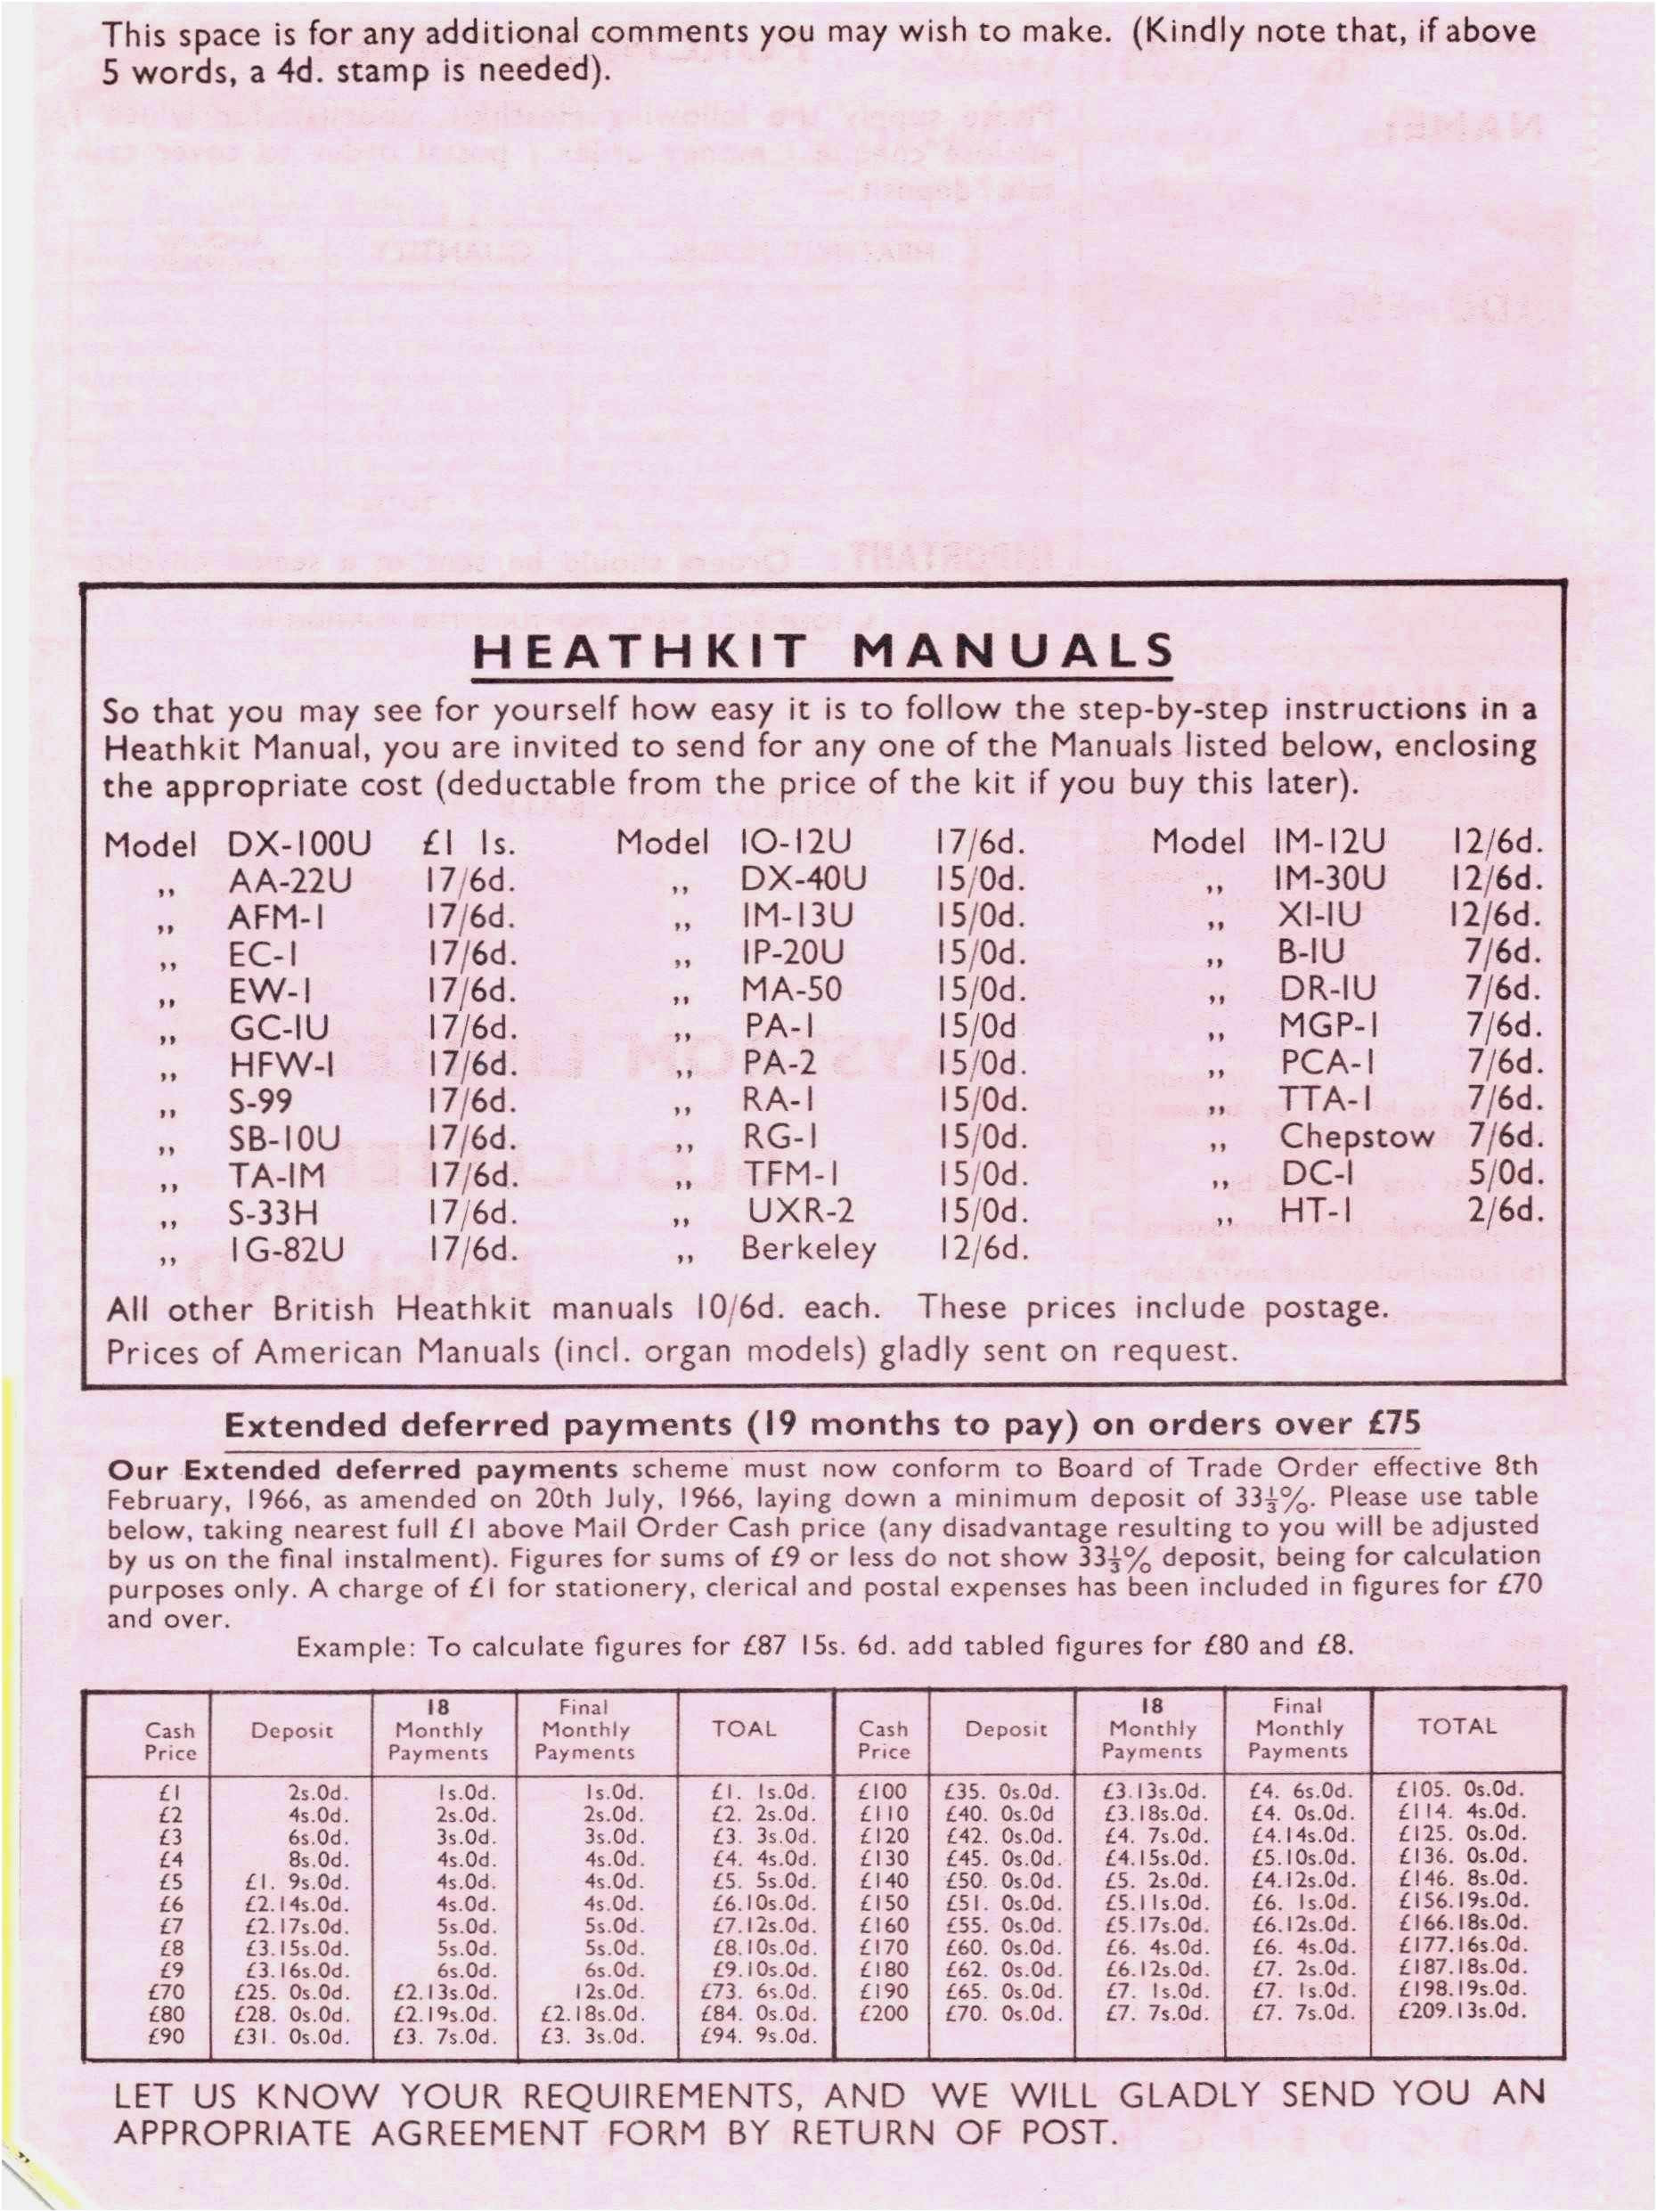 This space is for any additional comments you may wish to make. (Kindly note that, if above
5 words, a 4d. stamp is needed).
HEATHKIT MANUALS
So that you may see for yourself how easy it is to follow the step-by-step instructions in a
Heathkit Manual, you are invited to send for any one of the Manuals listed below, enclosing
the appropriate cost (deductable from the price of the kit if you buy this later).
Model DX-100U £1 1s. Model IO-12U 17/6d. Model IM-12U 12/6d.
,, AA-22U 17/6d. ,, DX-40U 15/0d. ,, IM-30U 12/6d.
,, AFM-1 17/6d. ,, IM-13U 15/0d. ,, XI-IU 12/6d.
,, EC-1 17/6d. ,, IP-20U 15/0d. ,, B-IU 7/6d.
,, EW-1 17/6d. ,, MA-50 15/0d. ,, DR-IU 7/6d.
,, GC-IU 17/6d. ,, PA-1 15/0d ,, MGP-1 7/6d.
,, HFW-1 17/6d. ,, PA-2 15/0d. ,, PCA-1 7/6d.
,, S-99 17/6d. ,, RA-1 15/0d. ,, TTA-1 7/6d.
,, SB-10U 17/6d. ,, RG-1 15/0d. ,, Chepstow 7/6d.
,, TA-IM 17/6d. ,, TFM-1 15/0d. ,, DC-1 5/0d.
,, S-33H 17/6d. ,, UXR-2 15/0d. ,, HT-1 2/6d.
,, IG-82U 17/6d. ,, Berkeley 12/6d.
All other British Heathkit manuals 10/6d. each. These prices include postage.
Prices of American Manuals (incl. organ models) gladly sent on request.
Extended deferred payments (19 months to pay) on orders over £75
Our Extended deferred payments scheme must now conform to Board of Trade Order effective 8th
February, 1966, as amended on 20th July, 1966, laying down a minimum deposit of 33⅓%. Please use table
below, taking nearest full £1 above Mail Order Cash price (any disadvantage resulting to you will be adjusted
by us on the final instalment). Figures for sums of £9 or less do not show 33⅓% deposit, being for calculation
purposes only. A charge of £1 for stationery, clerical and postal expenses has been included in figures for £70
and over.
Example: To calculate figures for £87 15s. 6d. add tabled figures for £80 and £8.
Cash Price Deposit 18 Monthly Payments Final Monthly Payments TOAL Cash Price Deposit 18 Monthly Payments Final Monthly Payments TOTAL
£1 2s.0d. 1s.0d. 1s.0d. £1. 1s.0d. £100 £35. 0s.0d. £3.13s.0d. £4. 6s.0d. £105. 0s.0d.
£2 4s.0d. 2s.0d. 2s.0d. £2. 2s.0d. £110 £40. 0s.0d £3.18s.0d. £4. 0s.0d. £114. 4s.0d.
£3 6s.0d. 3s.0d. 3s.0d. £3. 3s.0d. £120 £42. 0s.0d. £4. 7s.0d. £4.14s.0d. £125. 0s.0d.
£4 8s.0d. 4s.0d. 4s.0d. £4. 4s.0d. £130 £45. 0s.0d. £4.15s.0d. £5.10s.0d. £136. 0s.0d.
£5 £1. 9s.0d. 4s.0d. 4s.0d. £5. 5s.0d. £140 £50. 0s.0d. £5. 2s.0d. £4.12s.0d. £146. 8s.0d.
£6 £2.14s.0d. 4s.0d. 4s.0d. £6.10s.0d. £150 £51. 0s.0d. £5.11s.0d. £6. 1s.0d. £156.19s.0d.
£7 £2.17s.0d. 5s.0d. 5s.0d. £7.12s.0d. £160 £55. 0s.0d. £5.17s.0d. £6.12s.0d. £166.18s.0d.
£8 £3.15s.0d. 5s.0d. 5s.0d. £8.10s.0d. £170 £60. 0s.0d. £6. 4s.0d. £6. 4s.0d. £177.16s.0d.
£9 £3.16s.0d. 6s.0d. 6s.0d. £9.10s.0d. £180 £62. 0s.0d. £6.12s.0d. £7. 2s.0d. £187.18s.0d.
£70 £25. 0s.0d. £2.13s.0d. 12s.0d. £73. 6s.0d. £190 £65. 0s.0d. £7. 1s.0d. £7. 1s.0d. £198.19s.0d.
£80 £28. 0s.0d. £2.19s.0d. £2.18s.0d. £84. 0s.0d. £200 £70. 0s.0d. £7. 7s.0d. £7. 7s.0d. £209.13s.0d.
£90 £31. 0s.0d. £3. 7s.0d. £3. 3s.0d. £94. 9s.0d.
LET US KNOW YOUR REQUIREMENTS, AND WE WILL GLADLY SEND YOU AN
APPROPRIATE AGREEMENT FORM BY RETURN OF POST.